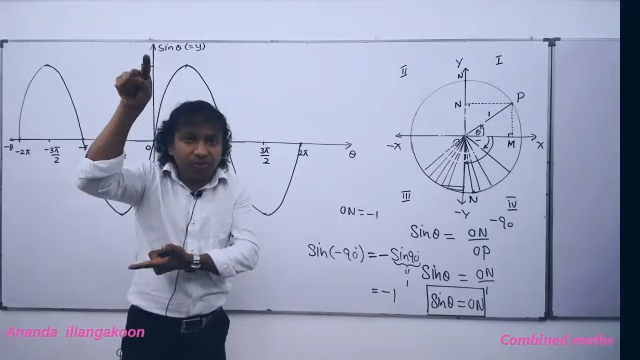 Sinθ (=y)
-θ
-2π
-3π/2
-π
0
3π/2
2π
θ
II
Y
I
N
N
P
1
θ
-X
M
X
III
N
-Y
IV
-90
ON = -1
Sinθ = ON/OP
Sin(-90) = -Sin90
= -1
1
Sinθ = ON/1
Sinθ = ON
Ananda illangakoon
Combined maths